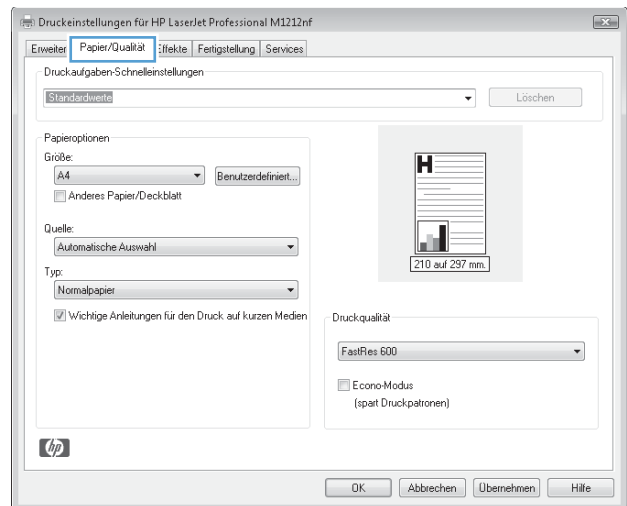 Druckeinstellungen für HP LaserJet Professional M1212nf
Erweiter Papier/Qualität Effekte Fertigstellung Services
Druckaufgaben-Schnelleinstellungen
Standardwerte Löschen
Papieroptionen
Größe:
A4 Benutzerdefiniert...
Anderes Papier/Deckblatt
Quelle:
Automatische Auswahl
Typ:
Normalpapier
Wichtige Anleitungen für den Druck auf kurzen Medien
H
210 auf 297 mm.
Druckqualität
FastRes 600
Econo-Modus
(spart Druckpatronen)
hp
OK Abbrechen Übernehmen Hilfe